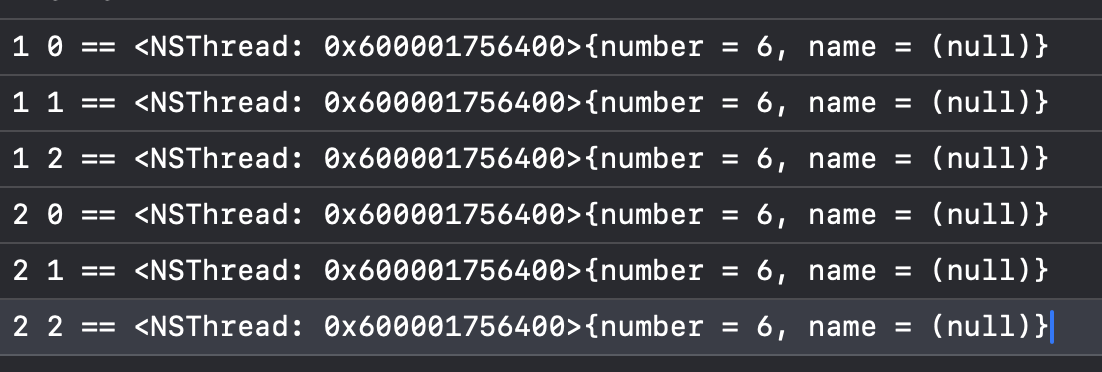 1 0 == <NSThread: 0x600001756400>{number = 6, name = (null)}
1 1 == <NSThread: 0x600001756400>{number = 6, name = (null)}
1 2 == <NSThread: 0x600001756400>{number = 6, name = (null)}
2 0 == <NSThread: 0x600001756400>{number = 6, name = (null)}
2 1 == <NSThread: 0x600001756400>{number = 6, name = (null)}
2 2 == <NSThread: 0x600001756400>{number = 6, name = (null)}